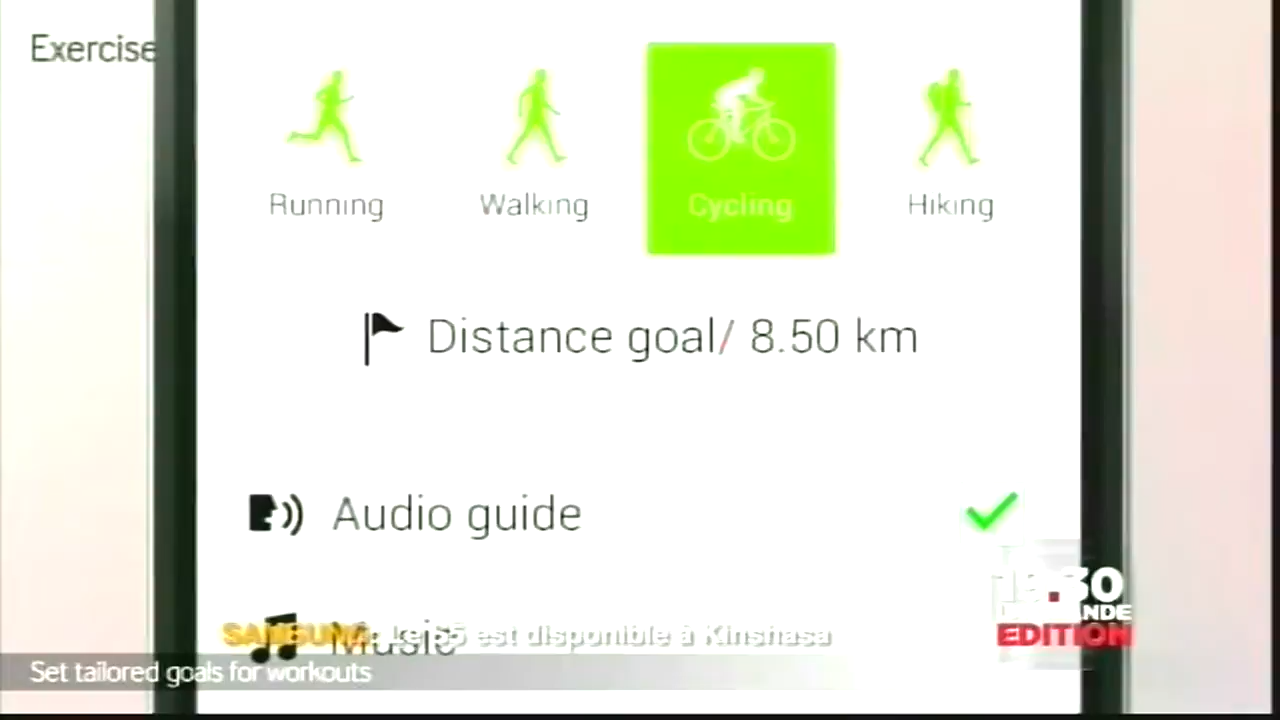 Exercise
Running
Walking
Cycling
Hiking
Distance goal/ 8.50 km
Audio guide
Music
SAMSUNG: Le S5 est disponible à Kinshasa
EDITION
Set tailored goals for workouts